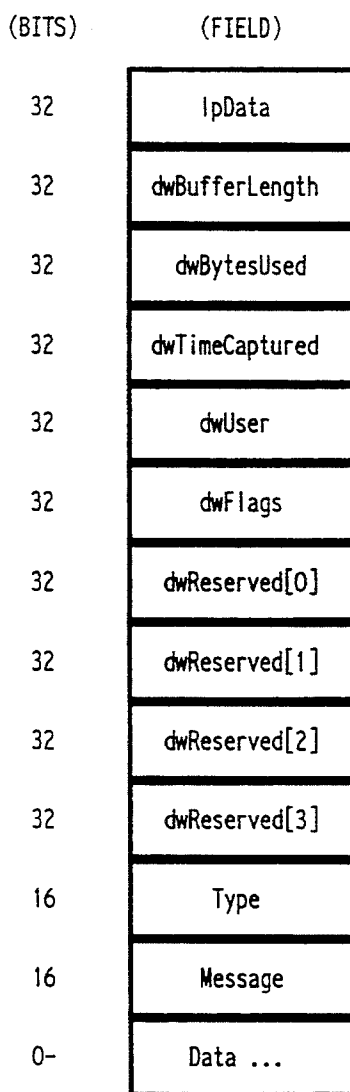 (BITS) (FIELD)
32 lpData
32 dwBufferLength
32 dwBytesUsed
32 dwTimeCaptured
32 dwUser
32 dwFlags
32 dwReserved[0]
32 dwReserved[1]
32 dwReserved[2]
32 dwReserved[3]
16 Type
16 Message
0- Data ...